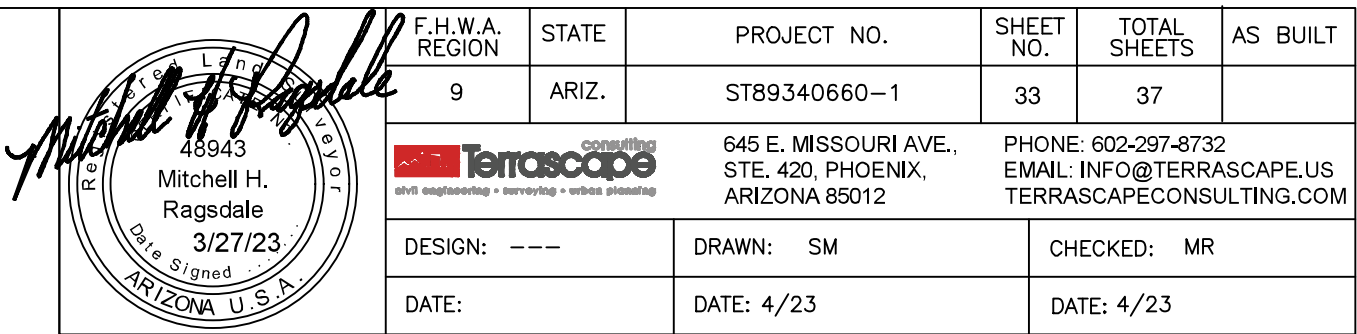 Registered Land Surveyor
CERTIFICATE NO.
48943
Mitchell H.
Ragsdale
3/27/23
Date Signed
ARIZONA U.S.A.
Mitchell H Ragsdale
F.H.W.A. REGION
STATE
PROJECT NO.
SHEET NO.
TOTAL SHEETS
AS BUILT
9
ARIZ.
ST89340660-1
33
37
consulting
Terrascape
civil engineering • surveying • urban planning
645 E. MISSOURI AVE.,
STE. 420, PHOENIX,
ARIZONA 85012
PHONE: 602-297-8732
EMAIL: INFO@TERRASCAPE.US
TERRASCAPECONSULTING.COM
DESIGN: ---
DRAWN: SM
CHECKED: MR
DATE:
DATE: 4/23
DATE: 4/23